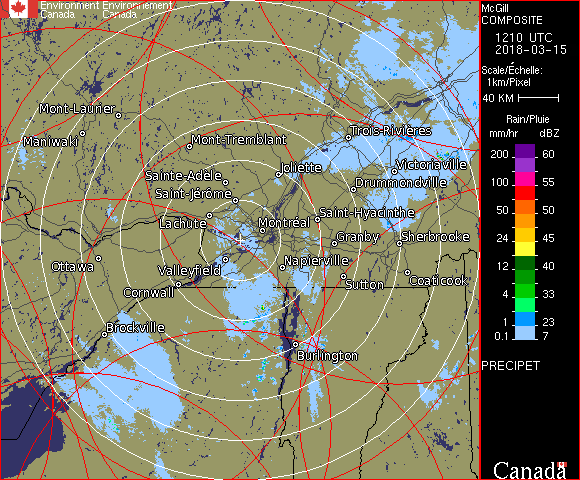 Environment Environnement
Canada Canada
McGill
COMPOSITE
1210 UTC
2018-03-15
Scale/Échelle:
1km/Pixel
40 KM
Rain/Pluie
mm/hr dBZ
200 60
100 55
50 50
24 45
12 40
4 33
1 23
0.1 7
PRECIPET
Canada
Mont-Laurier
Maniwaki
Mont-Tremblant
Trois-Rivières
Sainte-Adèle
Joliette
Victoriaville
Saint-Jérôme
Drummondville
Lachute
Montréal
Saint-Hyacinthe
Granby
Sherbrooke
Ottawa
Valleyfield
Napierville
Cornwall
Sutton
Coaticook
Brockville
Burlington